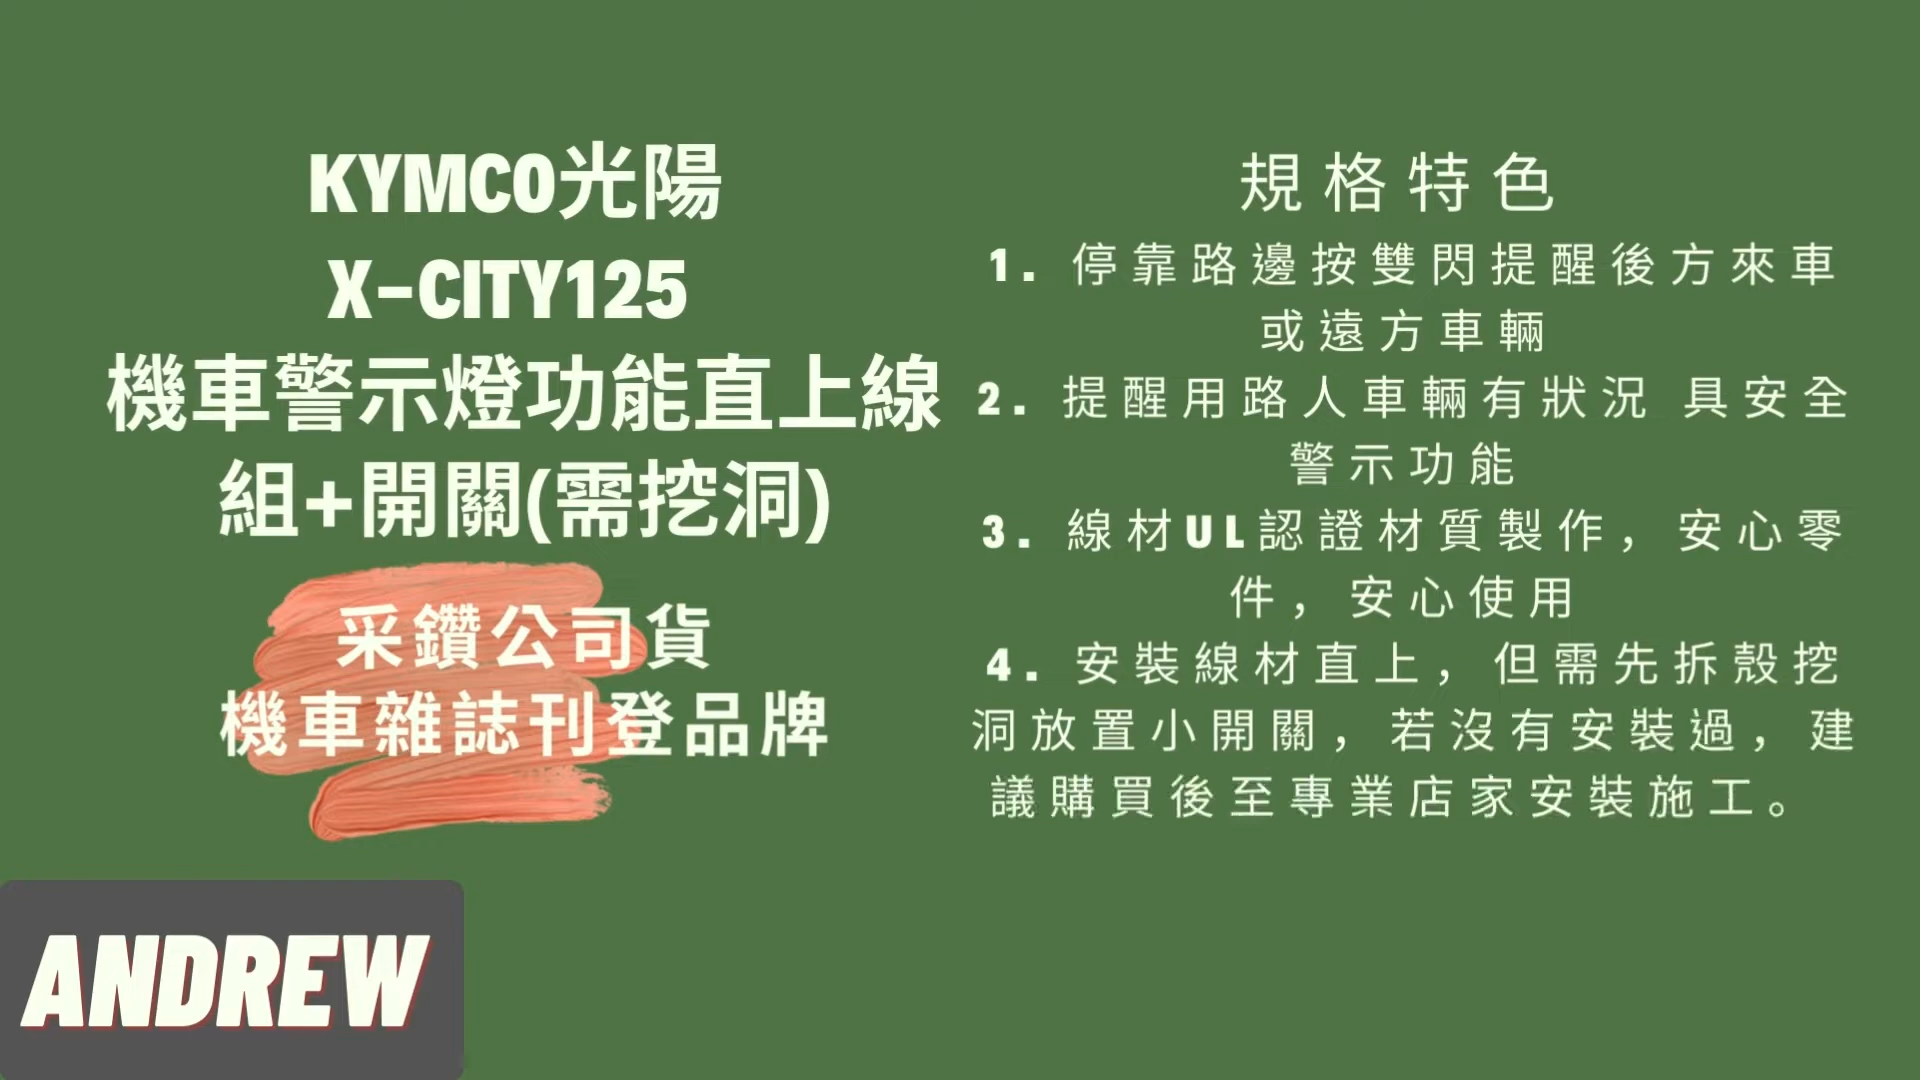 KYMCO光陽
X-CITY125
機車警示燈功能直上線
組+開關(需挖洞)
采鑽公司貨
機車雜誌刊登品牌
規格特色
1. 停靠路邊按雙閃提醒後方來車
或遠方車輛
2. 提醒用路人車輛有狀況 具安全
警示功能
3. 線材UL認證材質製作，安心零
件，安心使用
4. 安裝線材直上，但需先拆殼挖
洞放置小開關，若沒有安裝過，建
議購買後至專業店家安裝施工。
ANDREW